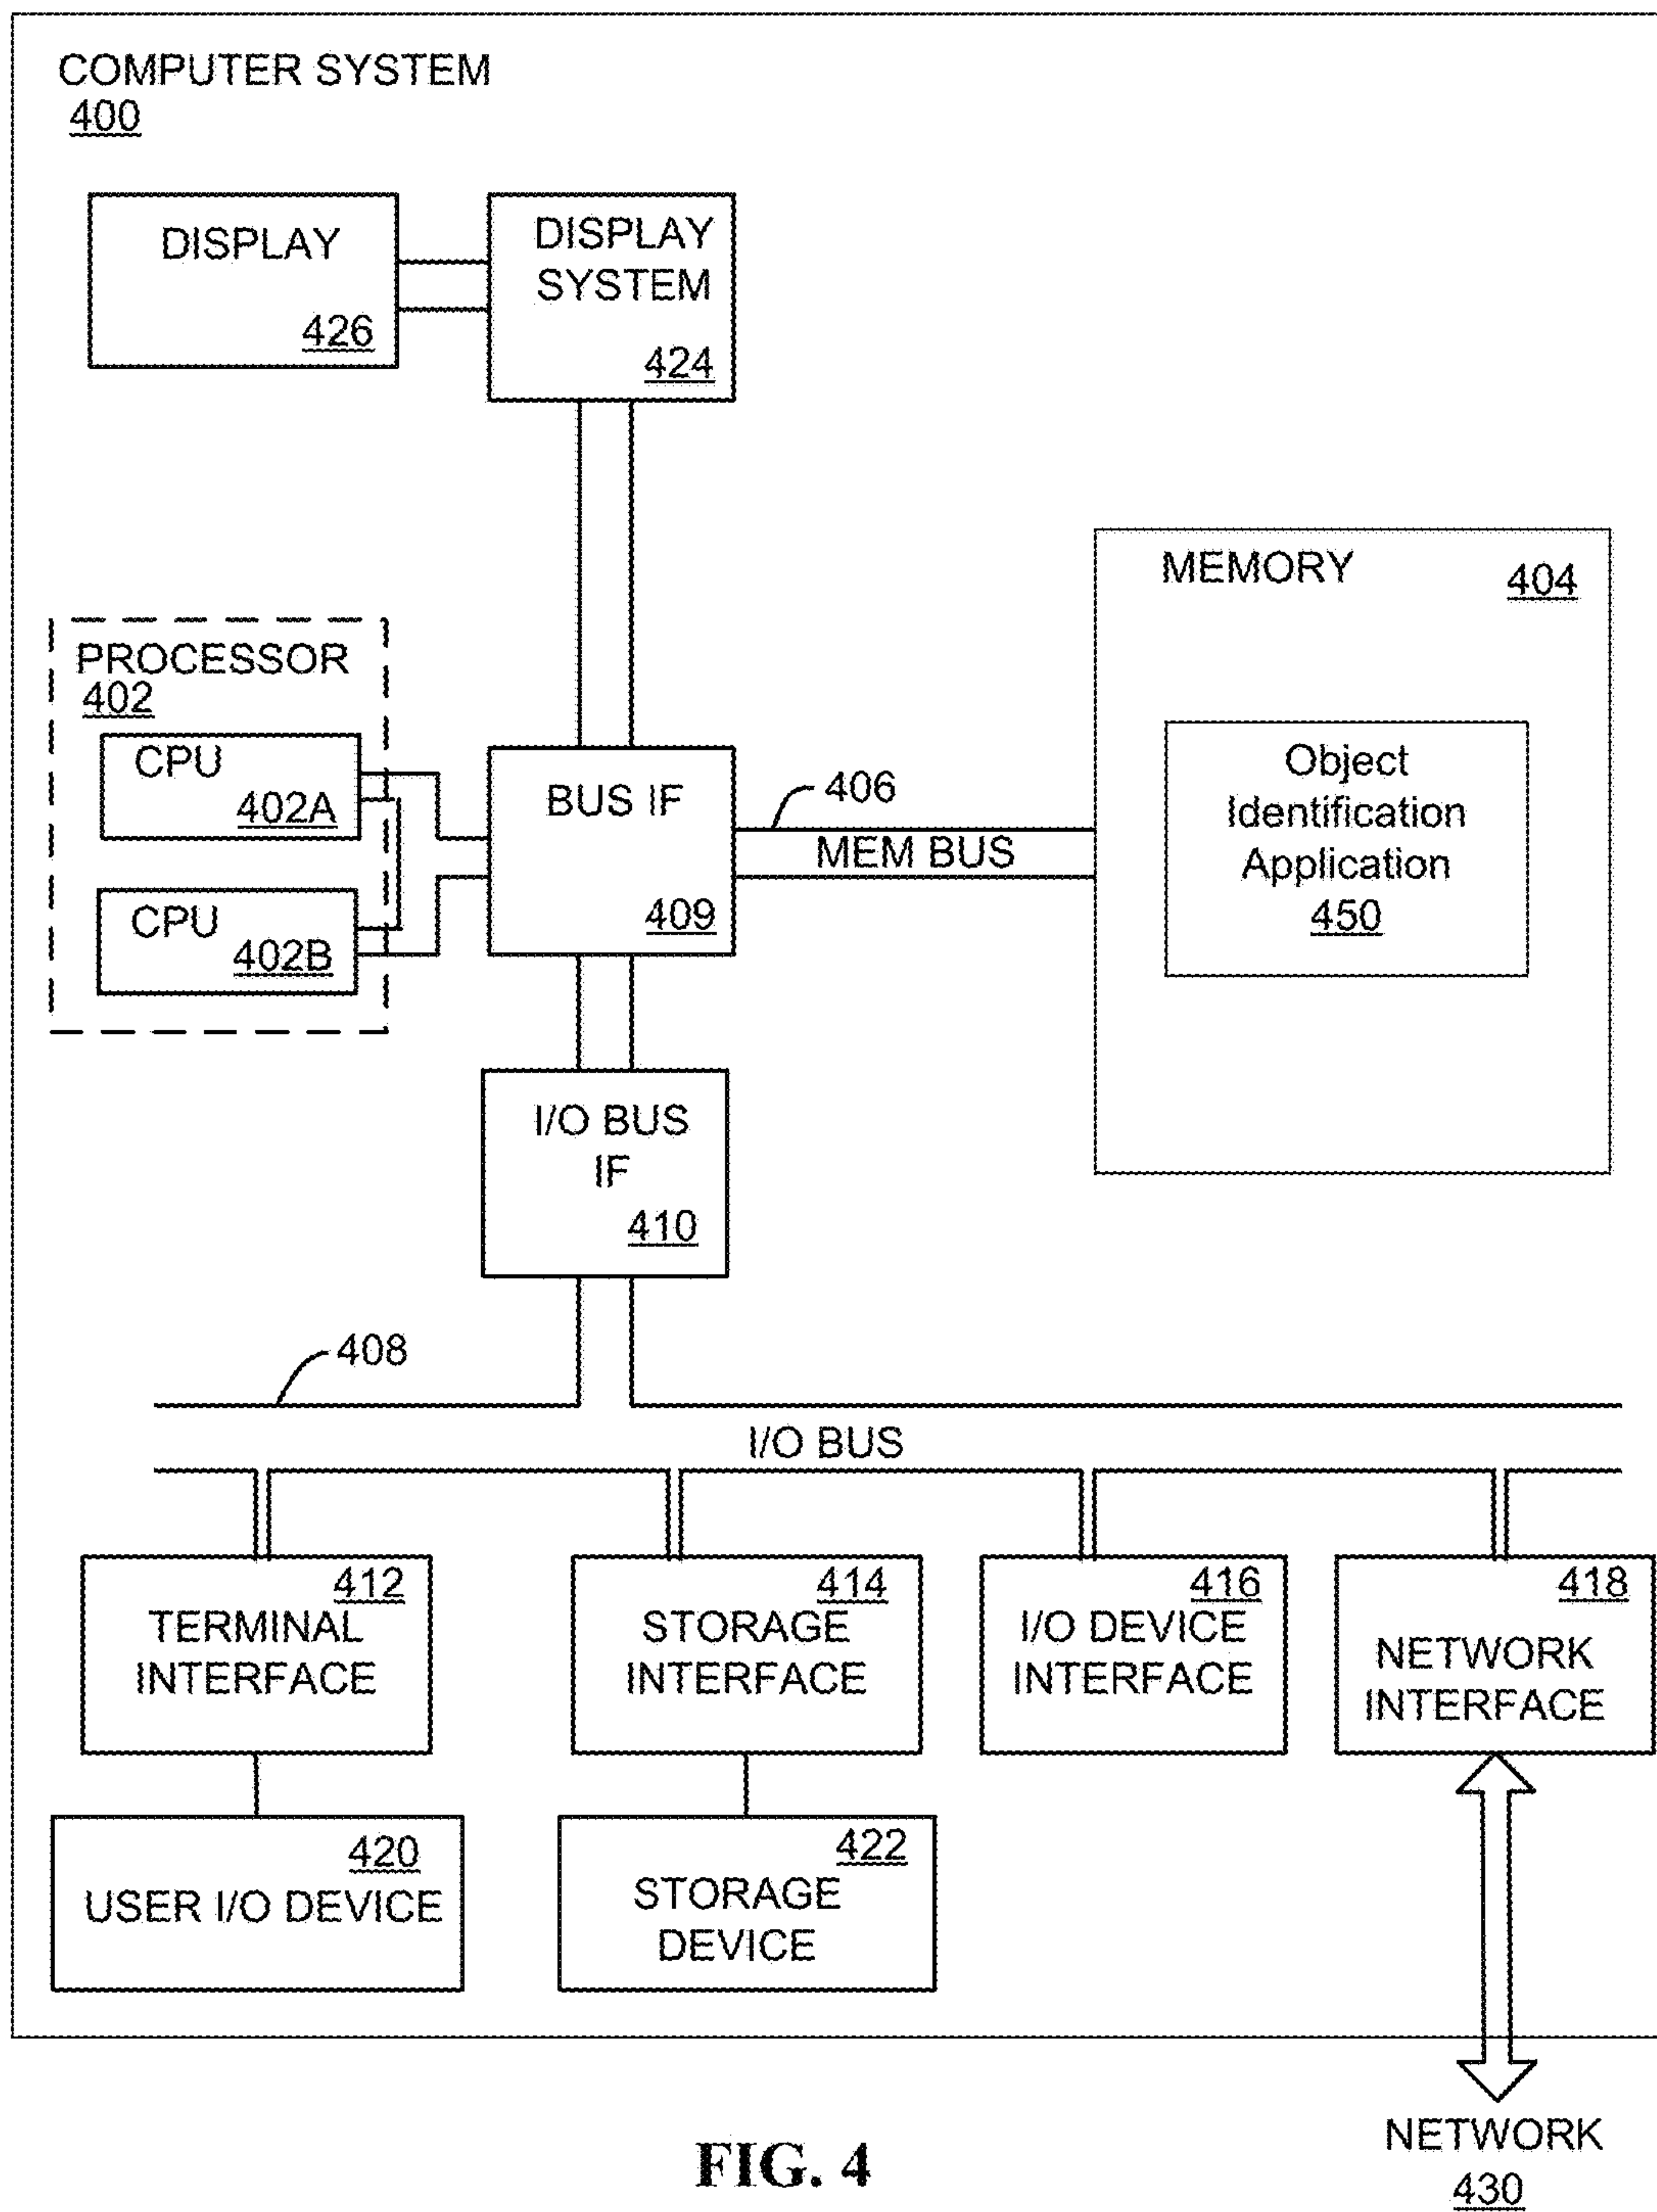 COMPUTER SYSTEM
400
DISPLAY
426
DISPLAY
SYSTEM
424
MEMORY
404
Object
Identification
Application
450
PROCESSOR
402
CPU
402A
CPU
402B
BUS IF
409
406
MEM BUS
I/O BUS
IF
410
408
I/O BUS
412
TERMINAL
INTERFACE
414
STORAGE
INTERFACE
416
I/O DEVICE
INTERFACE
418
NETWORK
INTERFACE
420
USER I/O DEVICE
422
STORAGE
DEVICE
NETWORK
430
FIG. 4